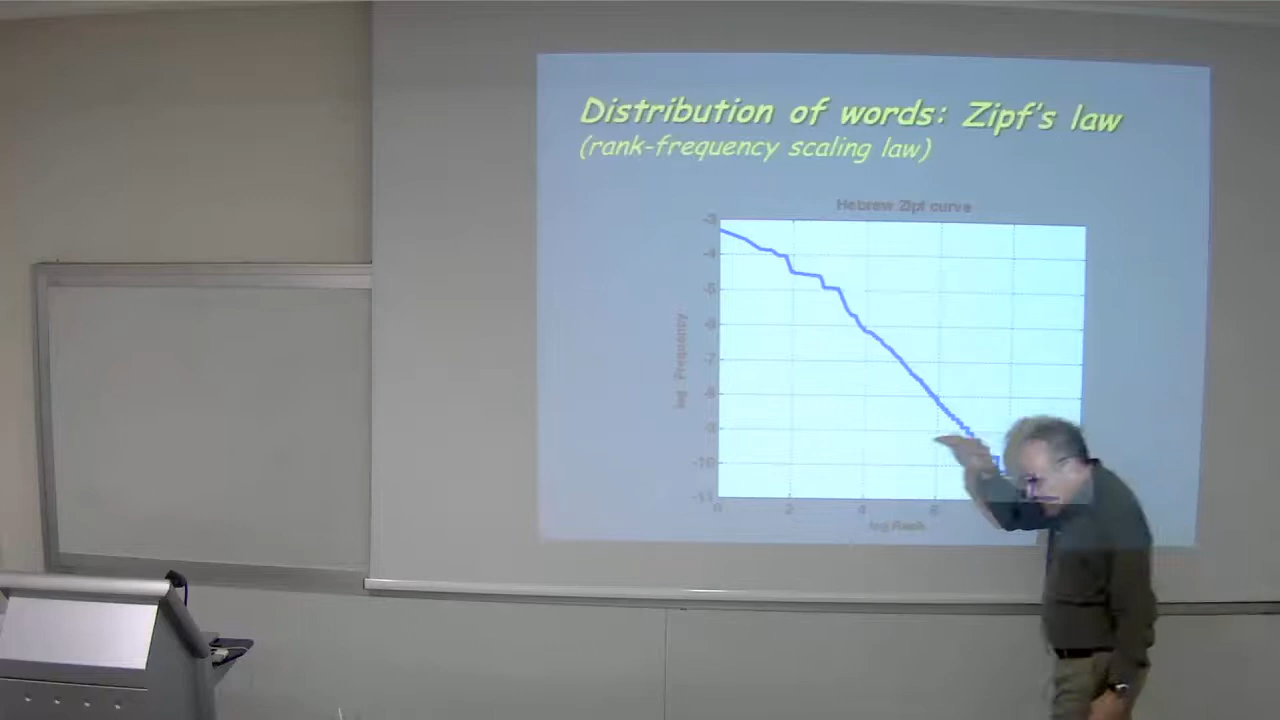 Distribution of words: Zipf's law
(rank-frequency scaling law)
Hebrew Zipf curve
-3
-4
-5
-6
-7
-8
-9
-10
-11
log Frequency
0 2 4 6
log Rank